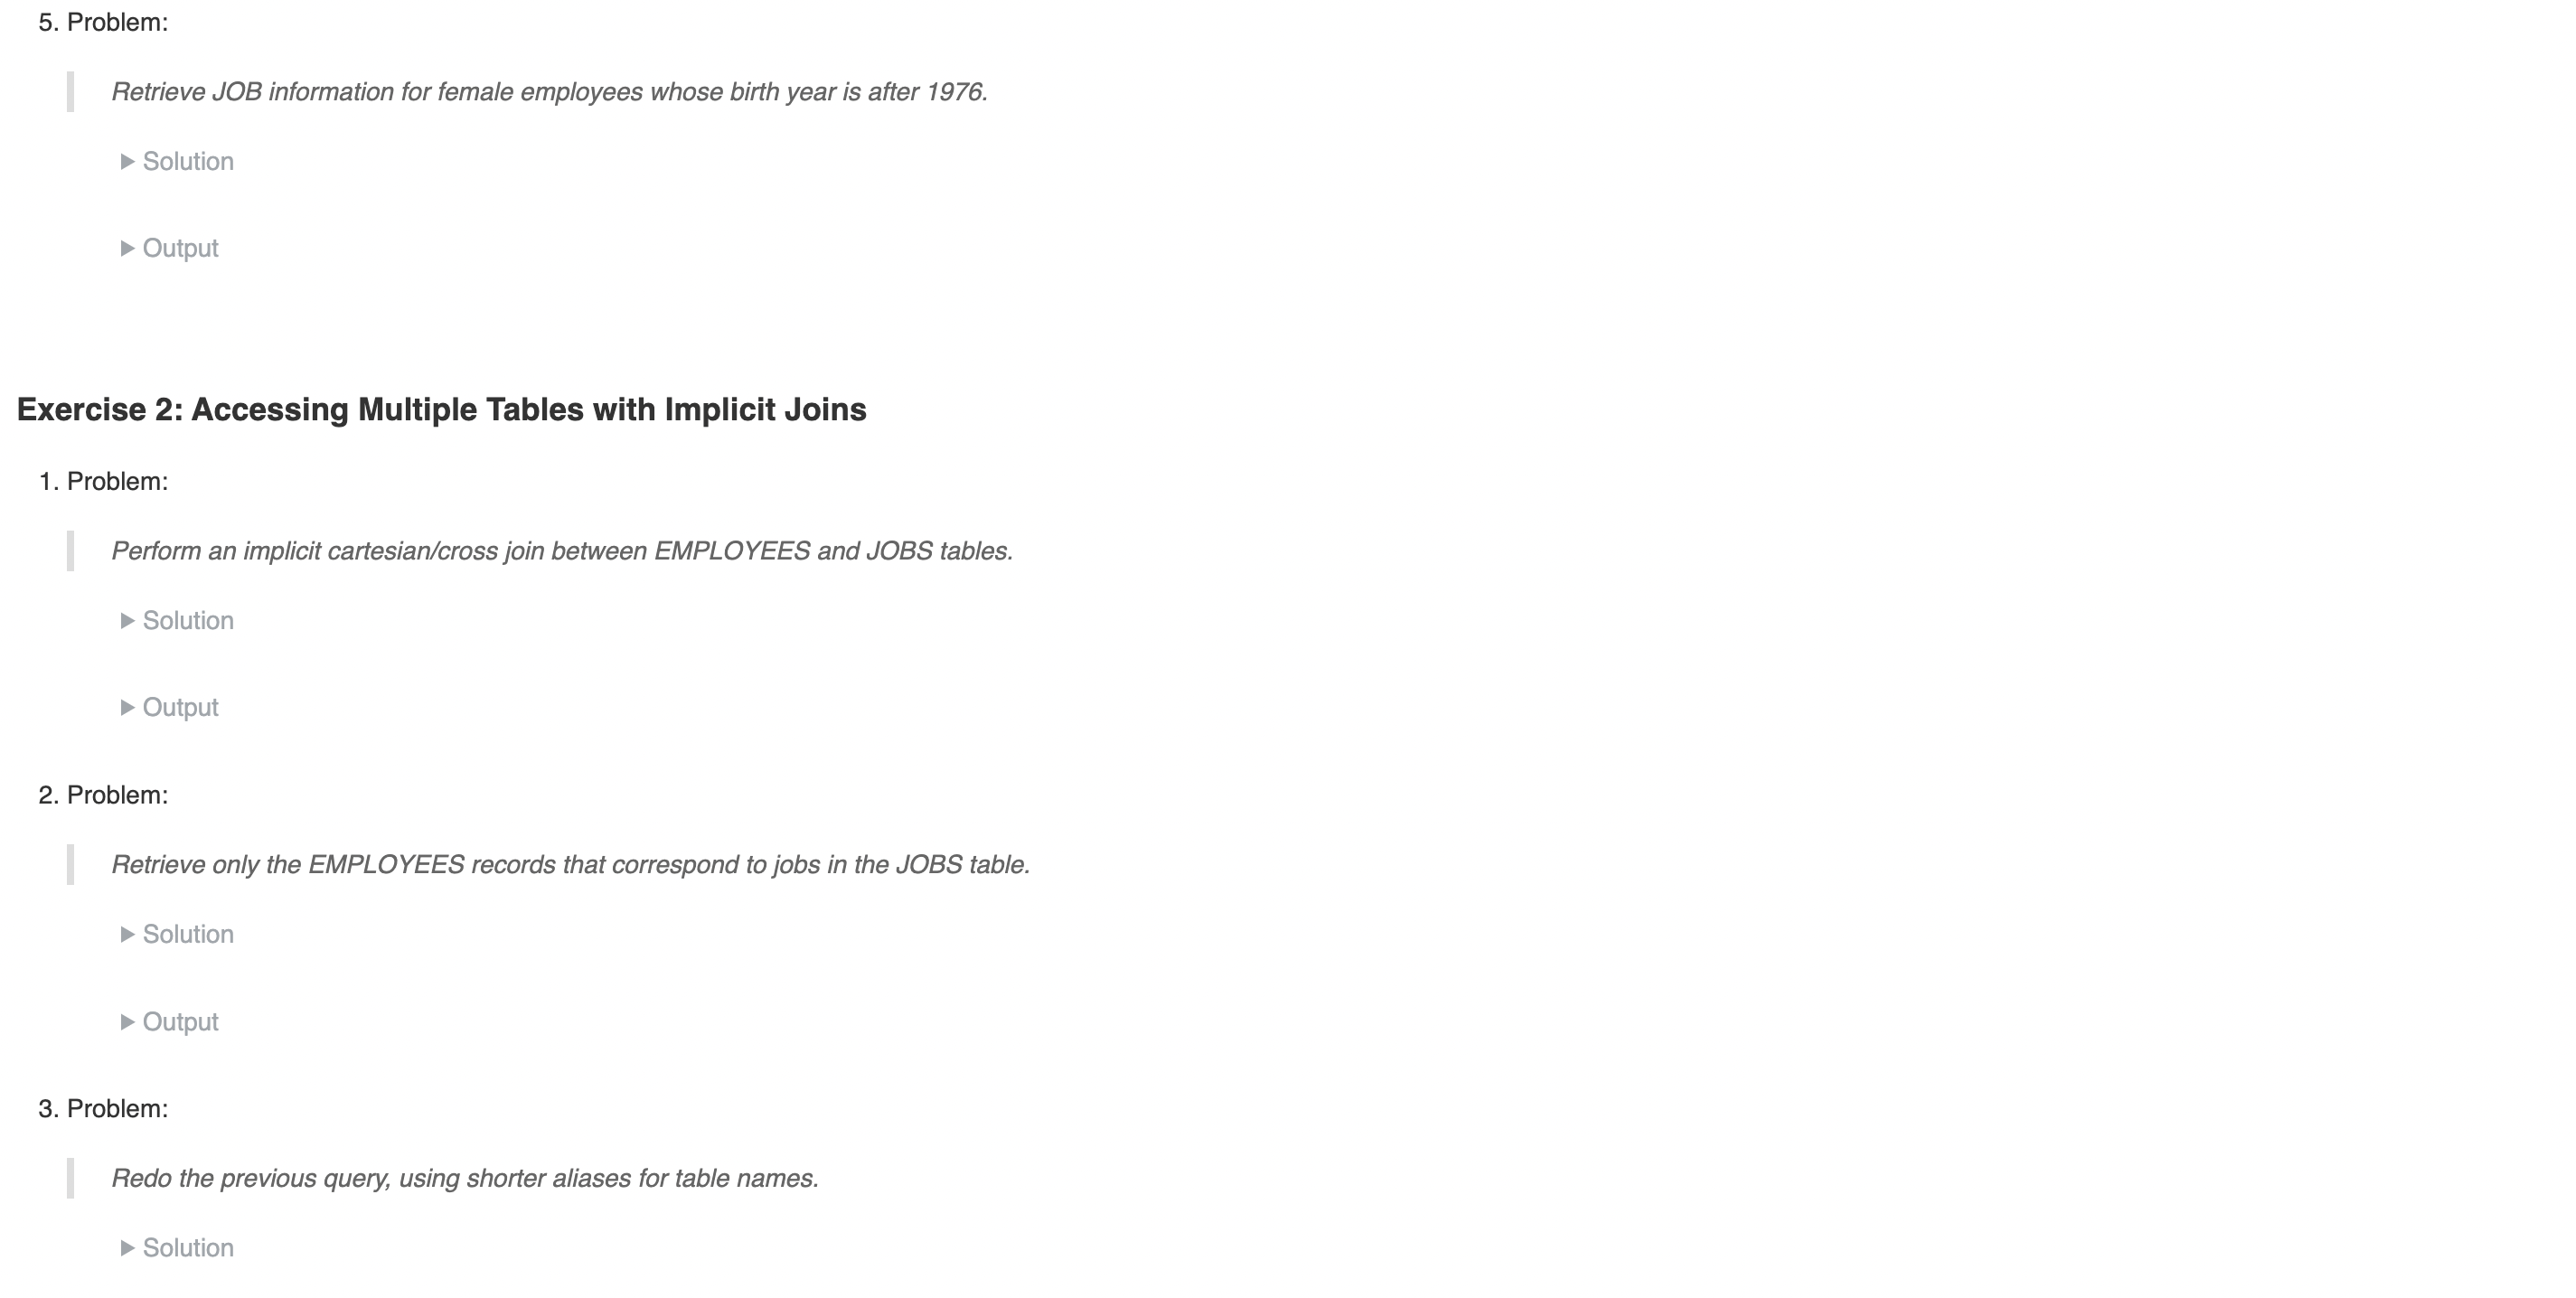 5. Problem:
Retrieve JOB information for female employees whose birth year is after 1976.
▶ Solution
▶ Output
Exercise 2: Accessing Multiple Tables with Implicit Joins
1. Problem:
Perform an implicit cartesian/cross join between EMPLOYEES and JOBS tables.
▶ Solution
▶ Output
2. Problem:
Retrieve only the EMPLOYEES records that correspond to jobs in the JOBS table.
▶ Solution
▶ Output
3. Problem:
Redo the previous query, using shorter aliases for table names.
▶ Solution